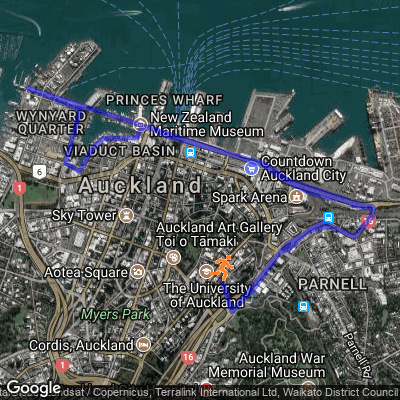 PRINCES WHARF
WYNYARD
QUARTER
New Zealand
Maritime Museum
VIADUCT BASIN
6
1
Countdown
Auckland City
Auckland
Spark Arena
Sky Tower
Auckland Art Gallery
Toi o Tāmaki
Aotea Square
The University
of Auckland
PARNELL
Myers Park
Parnell Rd
Cordis, Auckland
16
1
Auckland War
Memorial Museum
Google
Landsat / Copernicus, Terralink International Ltd, Waikato District Council